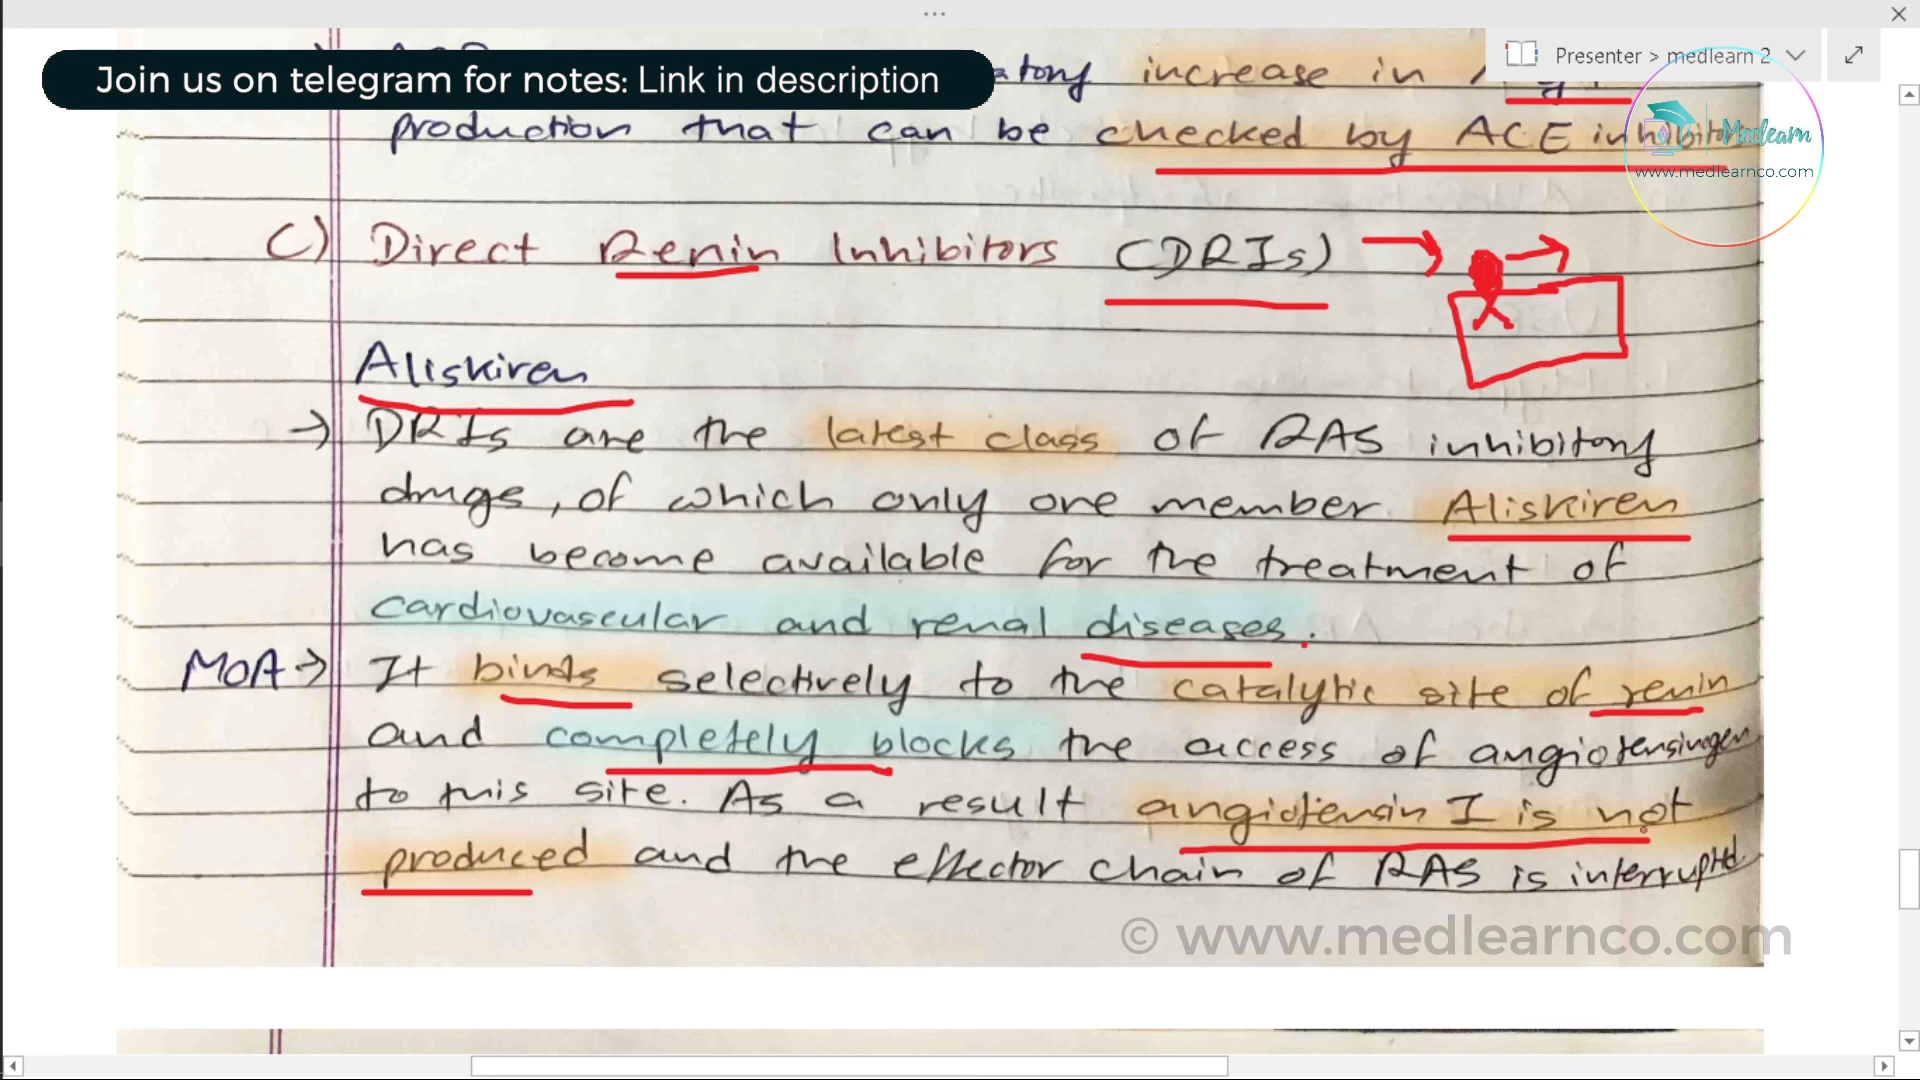 Presenter > medlearn 2
Join us on telegram for notes: Link in description
increase in
production that can be checked by ACE inhibitors
Medlearn
www.medlearnco.com
C) Direct Renin Inhibitors (DRIs)
Aliskiren
→ DRIs are the latest class of RAS inhibitory
drugs, of which only one member Aliskiren
has become available for the treatment of
cardiovascular and renal diseases.
MOA → It binds selectively to the catalytic site of renin
and completely blocks the access of angiotensinogen
to this site. As a result angiotensin I is not
produced and the effector chain of RAS is interrupted
© www.medlearnco.com